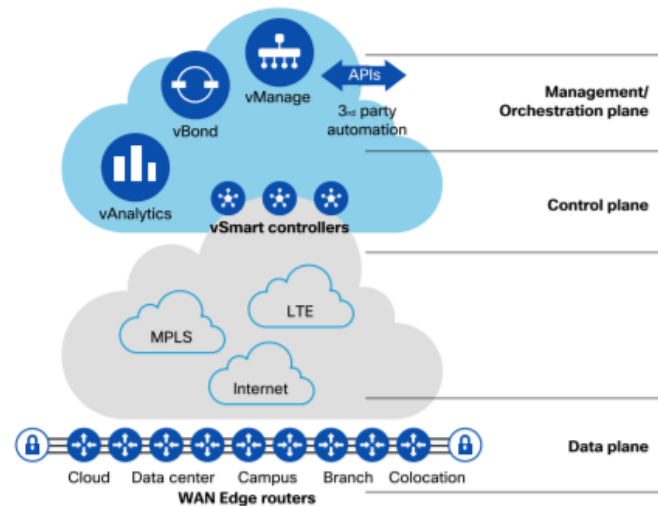 vManage
APIs
3rd party
automation
Management/
Orchestration plane
vBond
vAnalytics
vSmart controllers
Control plane
LTE
MPLS
Internet
Cloud
Data center
Campus
Branch
Colocation
WAN Edge routers
Data plane